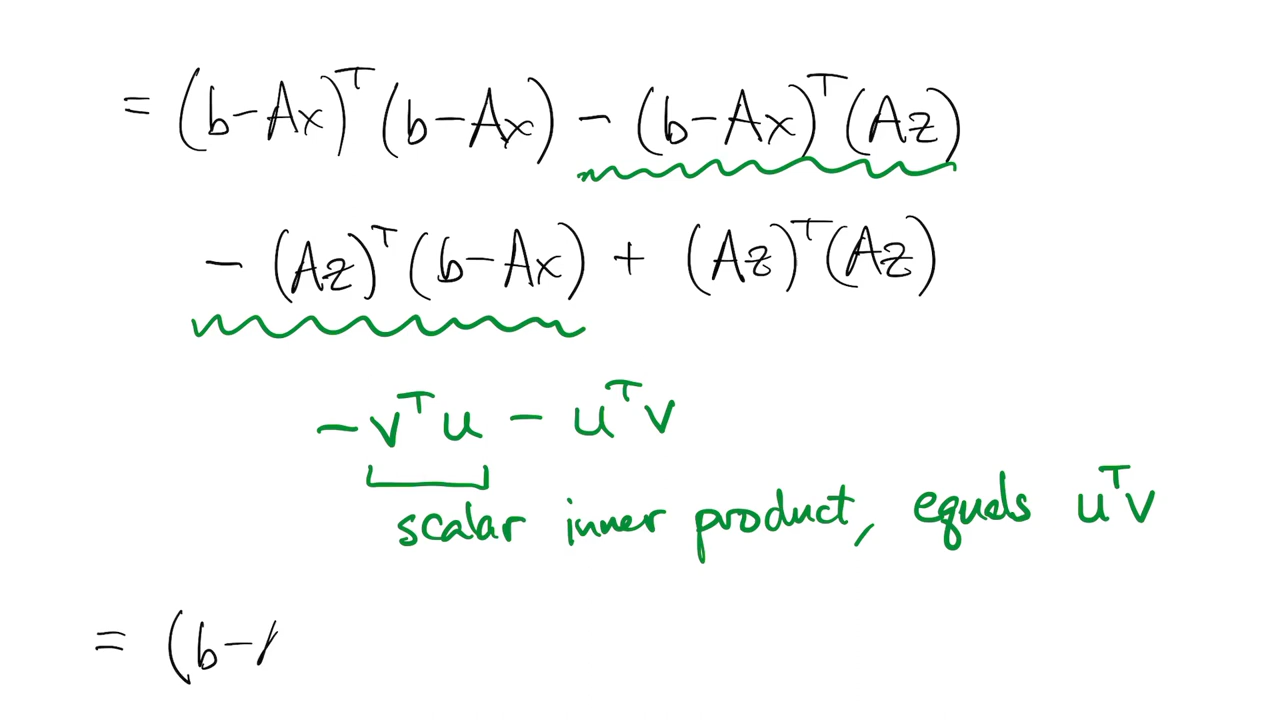 = (b-Ax)ᵀ (b-Ax) - (b-Ax)ᵀ(Az)
- (Az)ᵀ (b-Ax) + (Az)ᵀ(Az)
- vᵀu - uᵀv
scalar inner product, equals uᵀv
= (b-